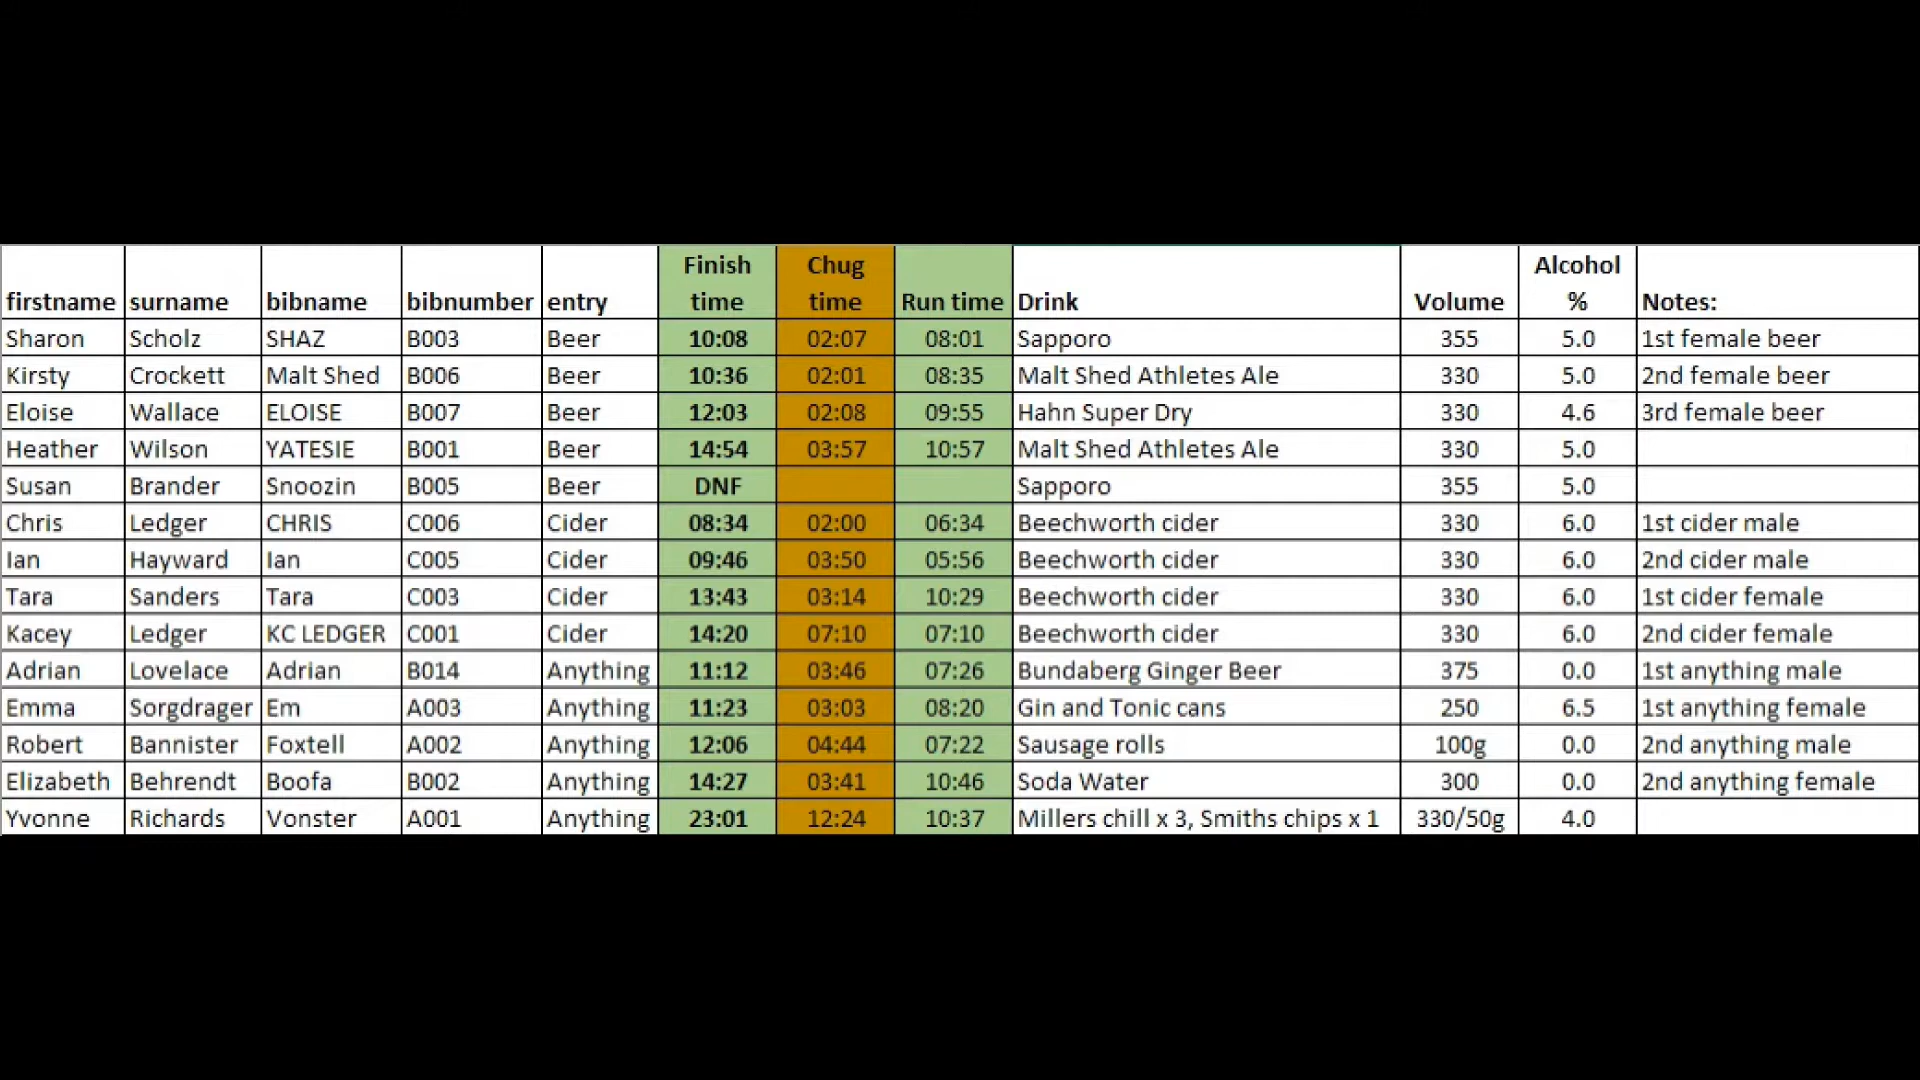 firstname surname bibname bibnumber entry Finish time Chug time Run time Drink Volume Alcohol % Notes:
Sharon Scholz SHAZ B003 Beer 10:08 02:07 08:01 Sapporo 355 5.0 1st female beer
Kirsty Crockett Malt Shed B006 Beer 10:36 02:01 08:35 Malt Shed Athletes Ale 330 5.0 2nd female beer
Eloise Wallace ELOISE B007 Beer 12:03 02:08 09:55 Hahn Super Dry 330 4.6 3rd female beer
Heather Wilson YATESIE B001 Beer 14:54 03:57 10:57 Malt Shed Athletes Ale 330 5.0
Susan Brander Snoozin B005 Beer DNF Sapporo 355 5.0
Chris Ledger CHRIS C006 Cider 08:34 02:00 06:34 Beechworth cider 330 6.0 1st cider male
Ian Hayward Ian C005 Cider 09:46 03:50 05:56 Beechworth cider 330 6.0 2nd cider male
Tara Sanders Tara C003 Cider 13:43 03:14 10:29 Beechworth cider 330 6.0 1st cider female
Kacey Ledger KC LEDGER C001 Cider 14:20 07:10 07:10 Beechworth cider 330 6.0 2nd cider female
Adrian Lovelace Adrian B014 Anything 11:12 03:46 07:26 Bundaberg Ginger Beer 375 0.0 1st anything male
Emma Sorgdrager Em A003 Anything 11:23 03:03 08:20 Gin and Tonic cans 250 6.5 1st anything female
Robert Bannister Foxtell A002 Anything 12:06 04:44 07:22 Sausage rolls 100g 0.0 2nd anything male
Elizabeth Behrendt Boofa B002 Anything 14:27 03:41 10:46 Soda Water 300 0.0 2nd anything female
Yvonne Richards Vonster A001 Anything 23:01 12:24 10:37 Millers chill x 3, Smiths chips x 1 330/50g 4.0